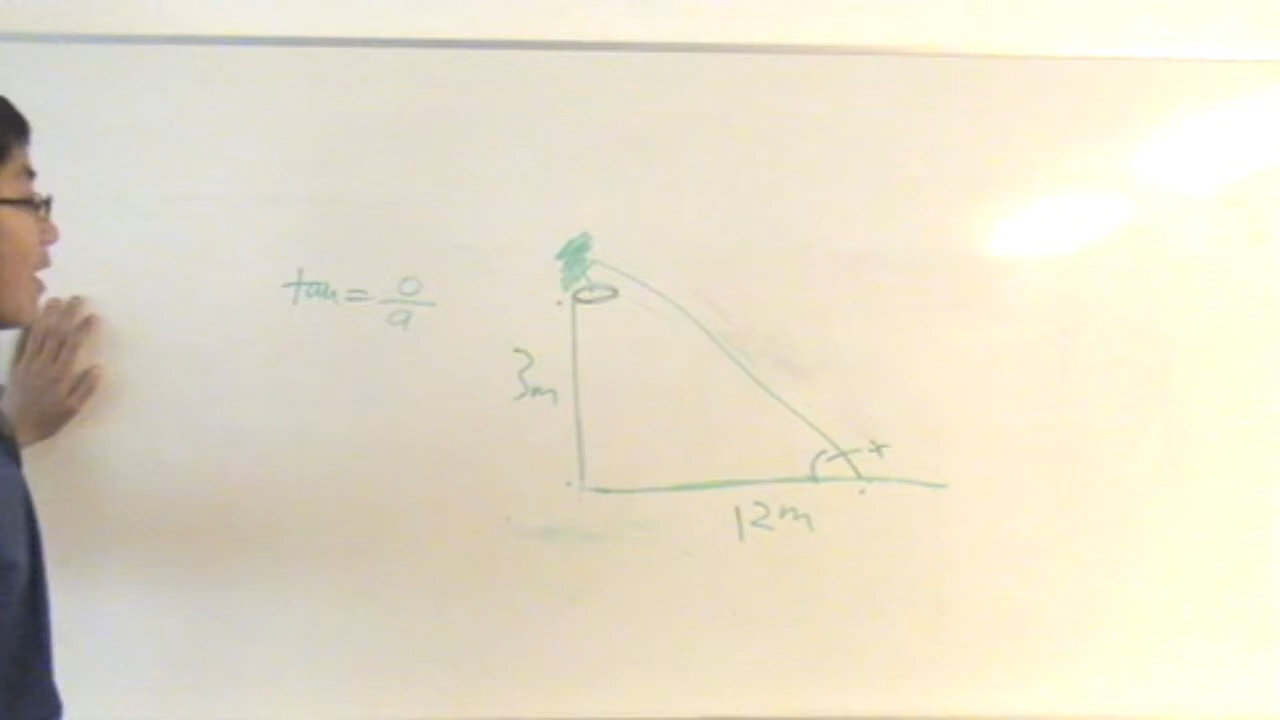 tan = o/a
3m
x
12m